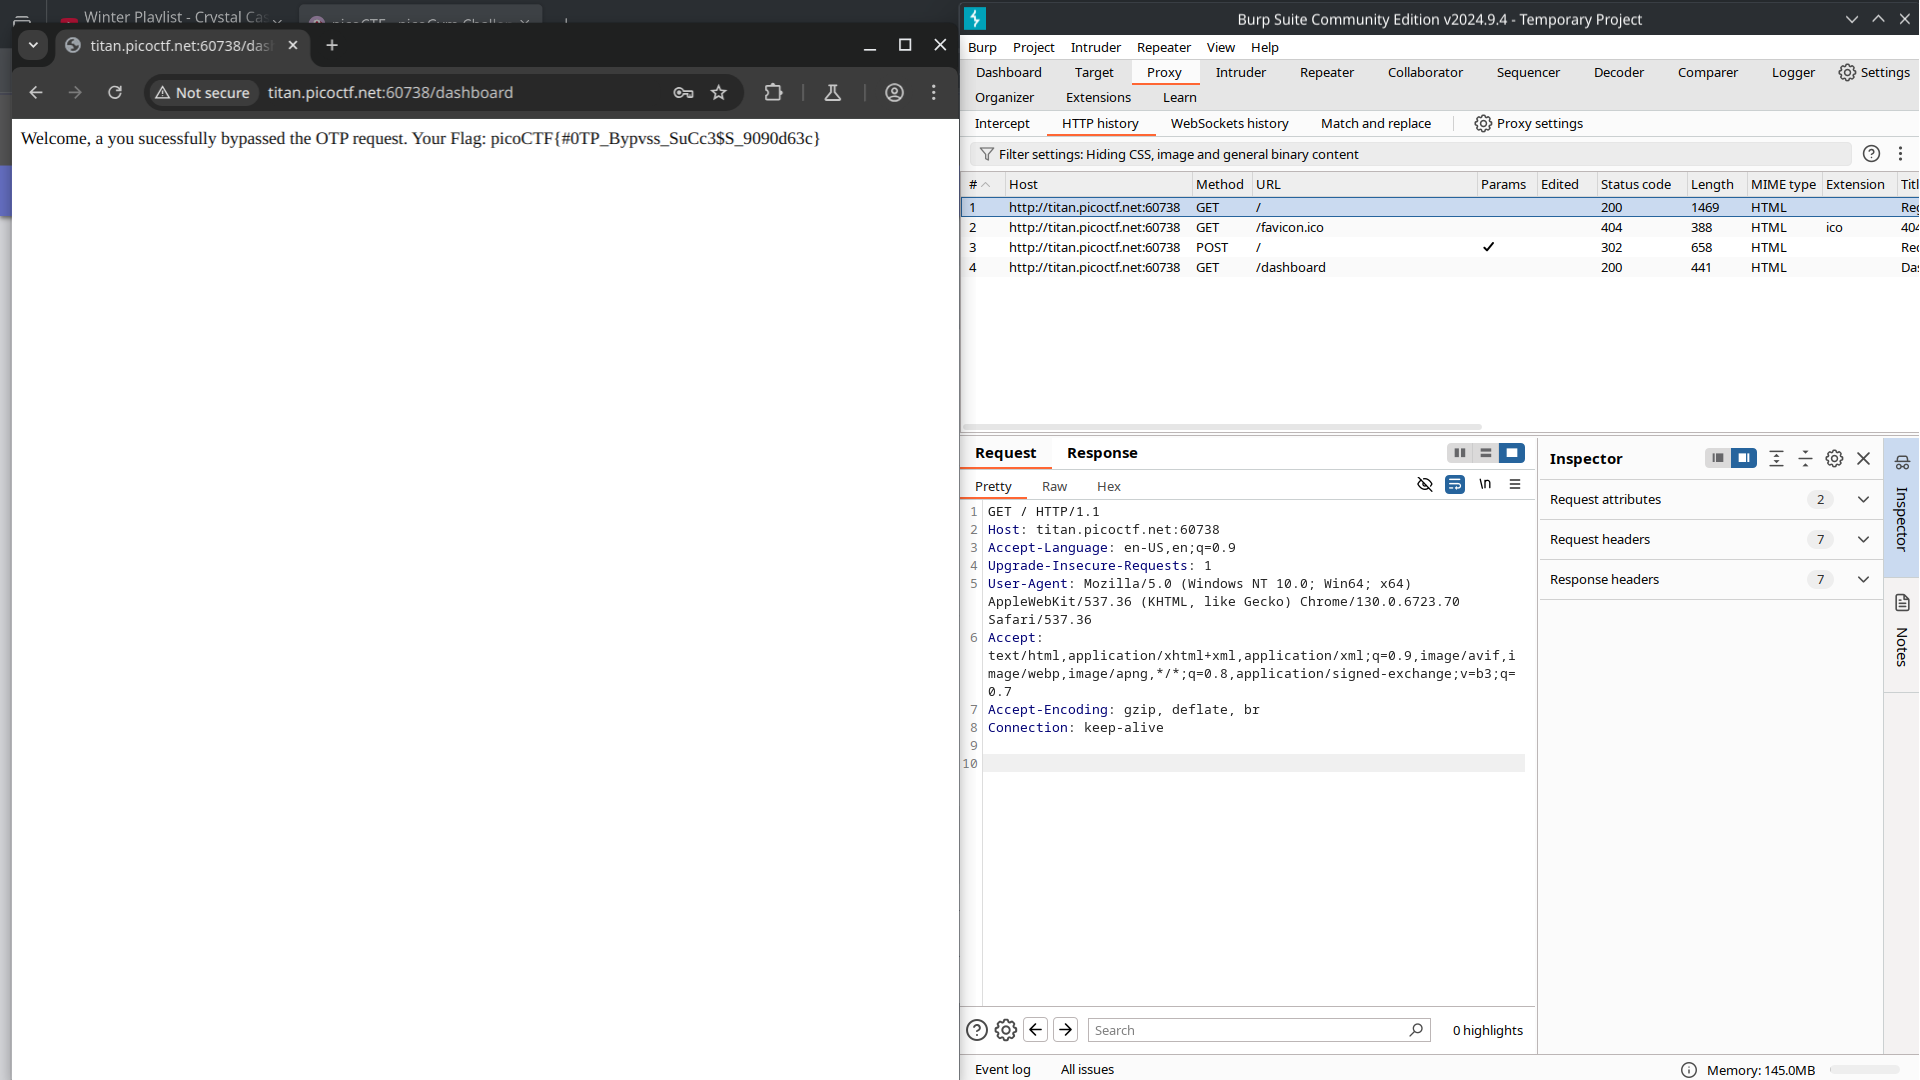 Winter Playlist - Crystal Ca
titan.picoctf.net:60738/das
Not secure
titan.picoctf.net:60738/dashboard
Welcome, a you sucessfully bypassed the OTP request. Your Flag: picoCTF{#0TP_Bypvss_SuCc3$S_9090d63c}
Burp Suite Community Edition v2024.9.4 - Temporary Project
Burp Project Intruder Repeater View Help
Dashboard Target Proxy Intruder Repeater Collaborator Sequencer Decoder Comparer Logger Settings
Organizer Extensions Learn
Intercept HTTP history WebSockets history Match and replace Proxy settings
Filter settings: Hiding CSS, image and general binary content
# Host Method URL Params Edited Status code Length MIME type Extension Titl
1 http://titan.picoctf.net:60738 GET / 200 1469 HTML Reg
2 http://titan.picoctf.net:60738 GET /favicon.ico 404 388 HTML ico 404
3 http://titan.picoctf.net:60738 POST / ✓ 302 658 HTML Red
4 http://titan.picoctf.net:60738 GET /dashboard 200 441 HTML Das
Request Response
Pretty Raw Hex
\n
1 GET / HTTP/1.1
2 Host: titan.picoctf.net:60738
3 Accept-Language: en-US,en;q=0.9
4 Upgrade-Insecure-Requests: 1
5 User-Agent: Mozilla/5.0 (Windows NT 10.0; Win64; x64)
AppleWebKit/537.36 (KHTML, like Gecko) Chrome/130.0.6723.70
Safari/537.36
6 Accept:
text/html,application/xhtml+xml,application/xml;q=0.9,image/avif,i
mage/webp,image/apng,*/*;q=0.8,application/signed-exchange;v=b3;q=
0.7
7 Accept-Encoding: gzip, deflate, br
8 Connection: keep-alive
9
10
Search
0 highlights
Inspector
Request attributes 2
Request headers 7
Response headers 7
Inspector
Notes
Event log All issues
Memory: 145.0MB